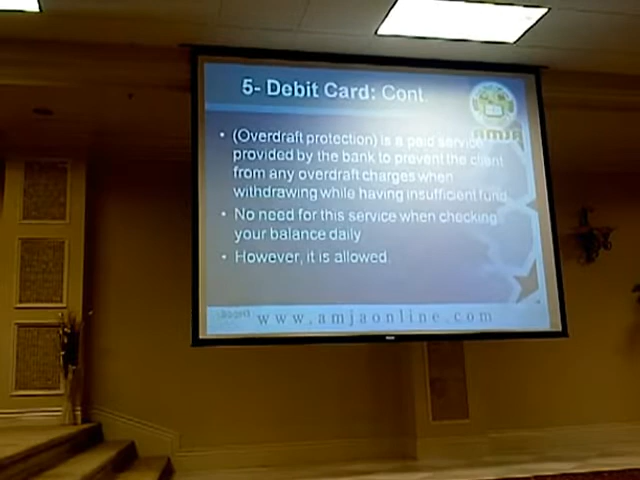 5- Debit Card: Cont.
amja
• (Overdraft protection) is a paid service
provided by the bank to prevent the client
from any overdraft charges when
withdrawing while having insufficient fund
• No need for this service when checking
your balance daily
• However, it is allowed.
www.amjaonline.com